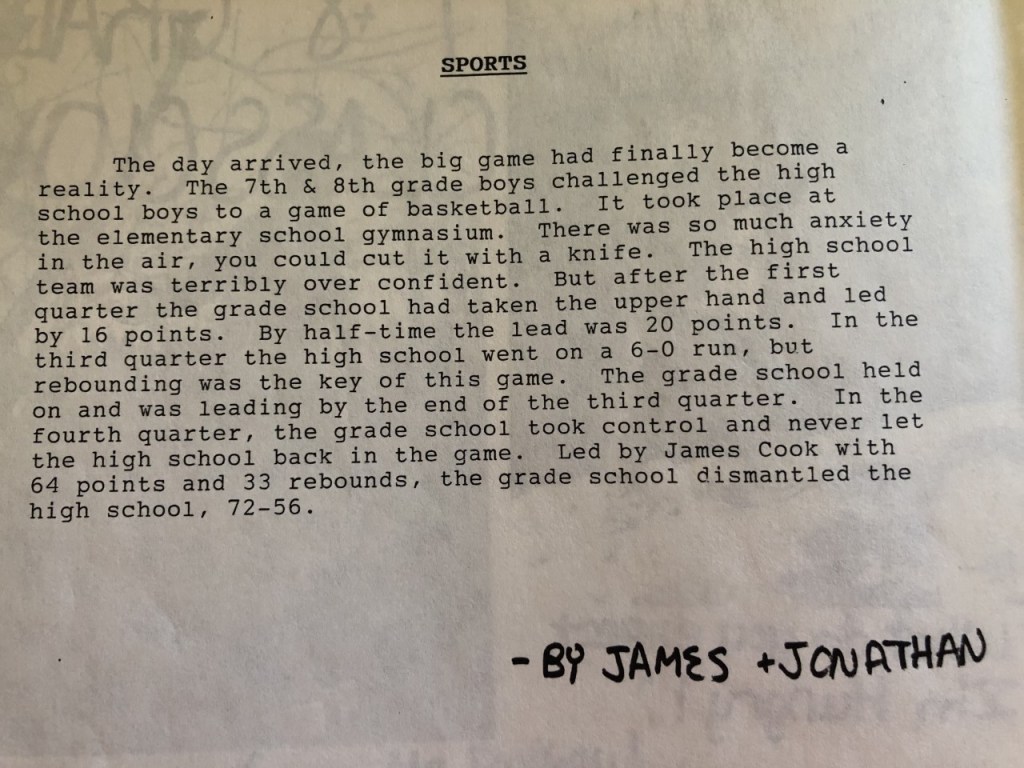 SPORTS
The day arrived, the big game had finally become a
reality. The 7th & 8th grade boys challenged the high
school boys to a game of basketball. It took place at
the elementary school gymnasium. There was so much anxiety
in the air, you could cut it with a knife. The high school
team was terribly over confident. But after the first
quarter the grade school had taken the upper hand and led
by 16 points. By half-time the lead was 20 points. In the
third quarter the high school went on a 6-0 run, but
rebounding was the key of this game. The grade school held
on and was leading by the end of the third quarter. In the
fourth quarter, the grade school took control and never let
the high school back in the game. Led by James Cook with
64 points and 33 rebounds, the grade school dismantled the
high school, 72-56.
- BY JAMES + JONATHAN